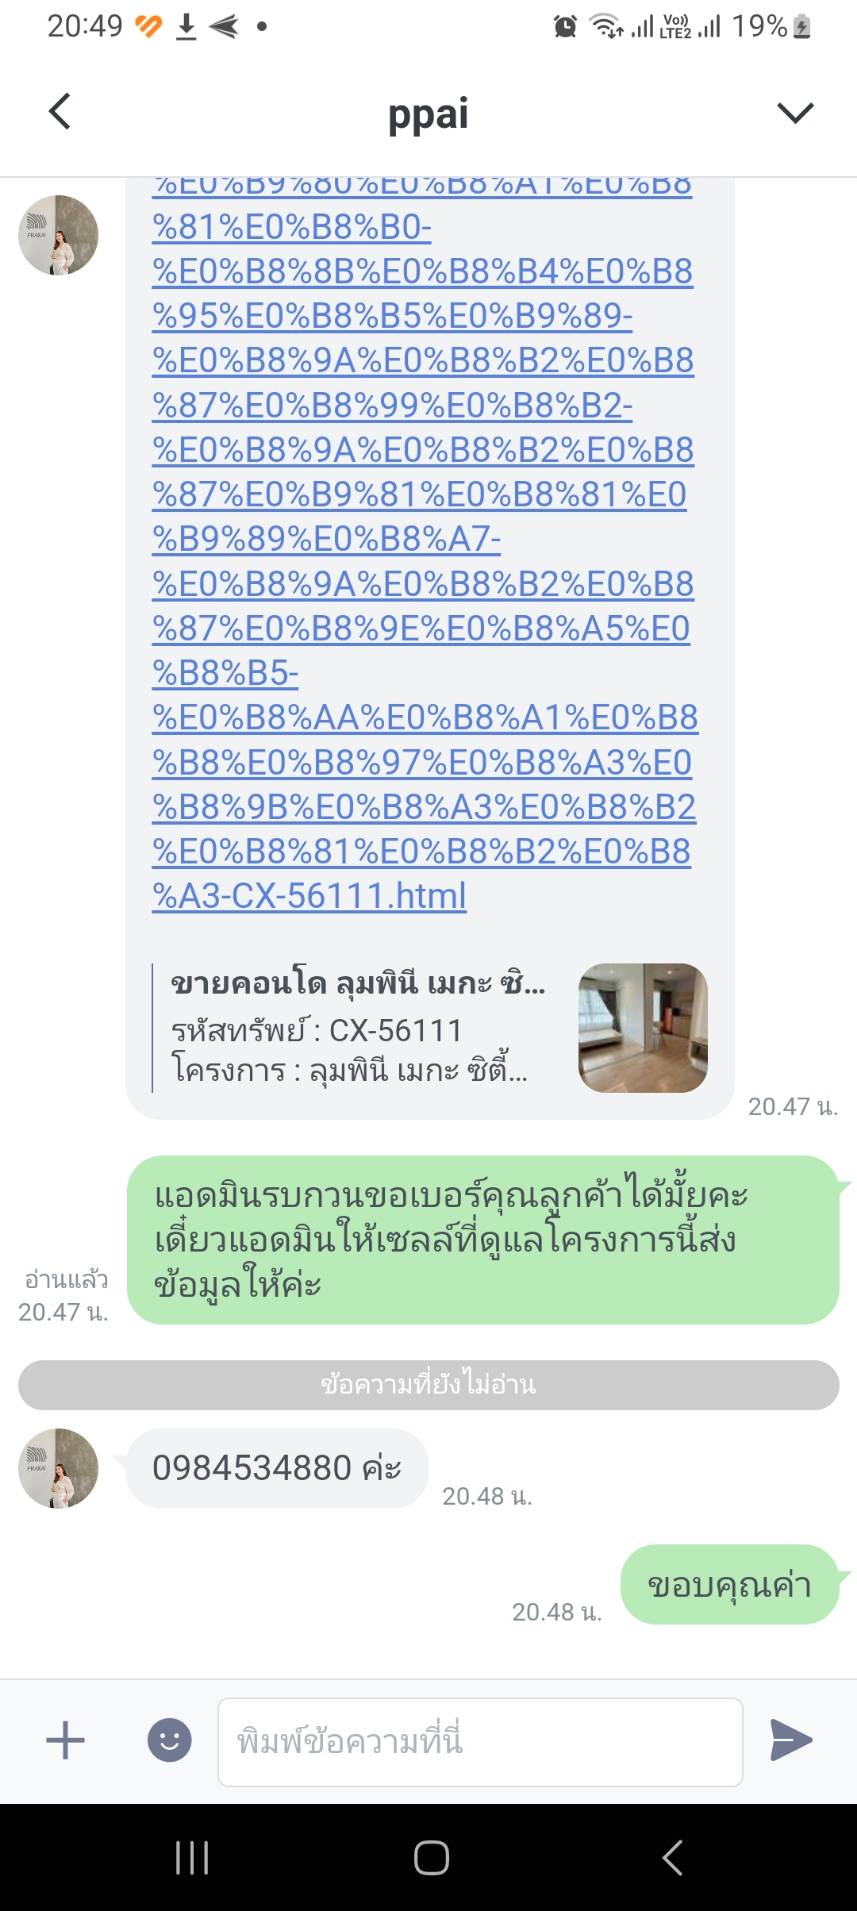 20:49
Vo))
LTE2
19%
ppai
%E0%B9%80%E0%B8%A1%E0%B8
%81%E0%B8%B0-
%E0%B8%8B%E0%B8%B4%E0%B8
%95%E0%B8%B5%E0%B9%89-
%E0%B8%9A%E0%B8%B2%E0%B8
%87%E0%B8%99%E0%B8%B2-
%E0%B8%9A%E0%B8%B2%E0%B8
%87%E0%B9%81%E0%B8%81%E0
%B9%89%E0%B8%A7-
%E0%B8%9A%E0%B8%B2%E0%B8
%87%E0%B8%9E%E0%B8%A5%E0
%B8%B5-
%E0%B8%AA%E0%B8%A1%E0%B8
%B8%E0%B8%97%E0%B8%A3%E0
%B8%9B%E0%B8%A3%E0%B8%B2
%E0%B8%81%E0%B8%B2%E0%B8
%A3-CX-56111.html
ขายคอนโด ลุมพินี เมกะ ซิ...
รหัสทรัพย์ : CX-56111
โครงการ : ลุมพินี เมกะ ซิตี้...
20.47 น.
แอดมินรบกวนขอเบอร์คุณลูกค้าได้มั้ยคะ
เดี๋ยวแอดมินให้เซลล์ที่ดูแลโครงการนี้ส่ง
ข้อมูลให้ค่ะ
อ่านแล้ว
20.47 น.
ข้อความที่ยังไม่อ่าน
0984534880 ค่ะ
20.48 น.
ขอบคุณค่า
20.48 น.
พิมพ์ข้อความที่นี่